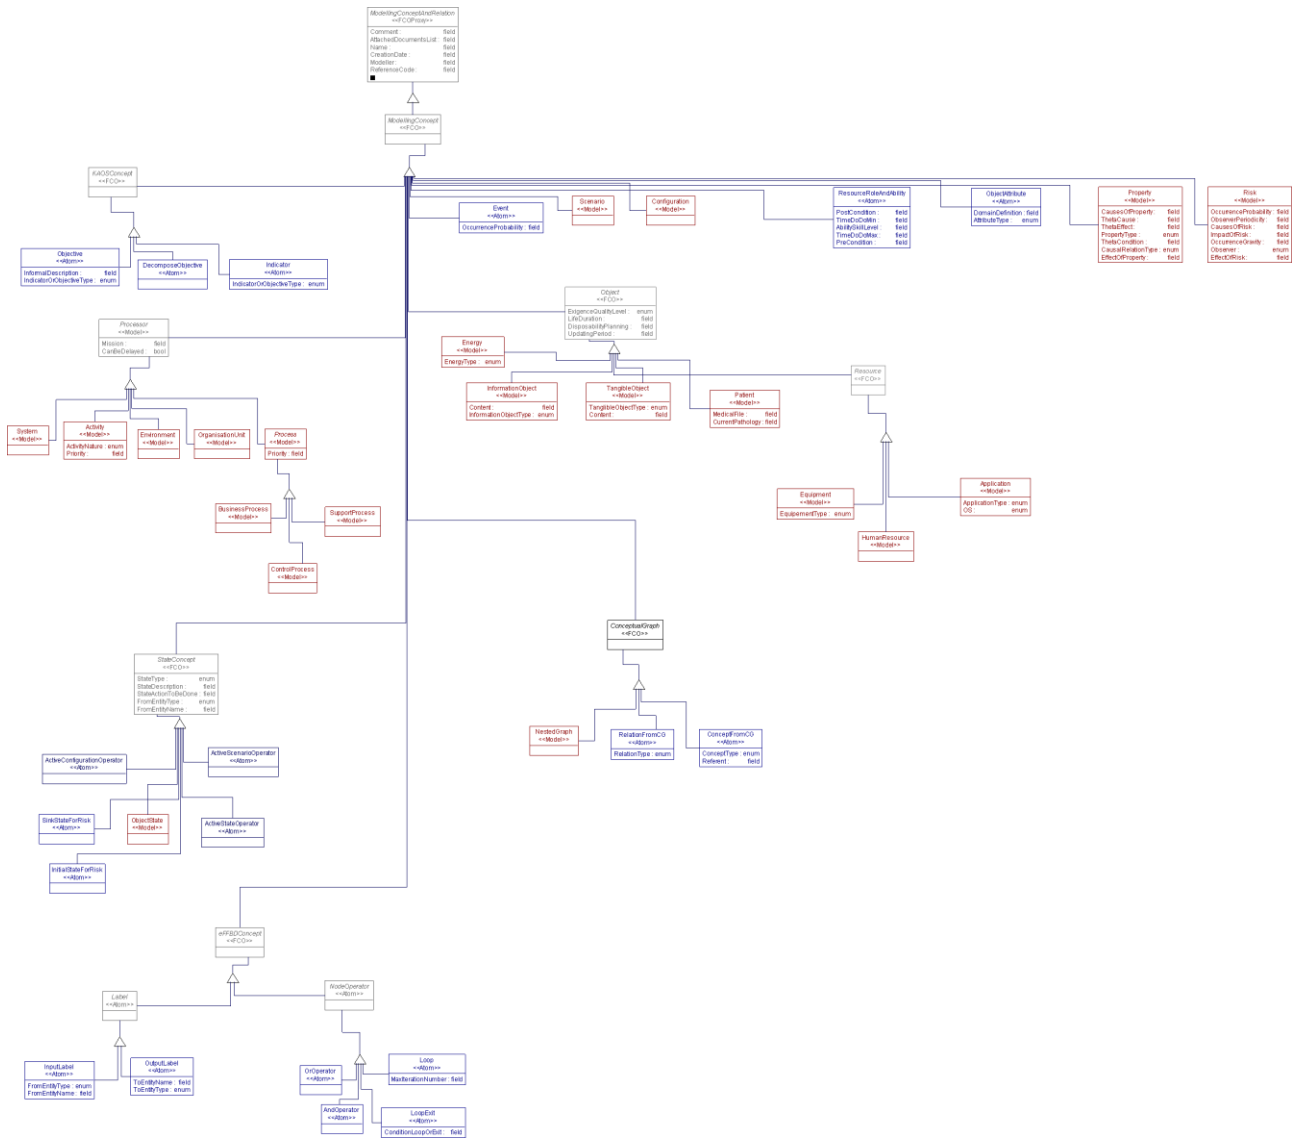 ModellingConceptAndRelation
<<FCOProxy>>
Comment : field
AttachedDocumentsList : field
Name : field
CreationDate : field
Modeller : field
ReferenceCode : field
ModellingConcept
<<FCO>>
KAOSConcept
<<FCO>>
Objective
<<Atom>>
InformalDescription : field
IndicatorOrObjectiveType : enum
DecomposeObjective
<<Atom>>
Indicator
<<Atom>>
IndicatorOrObjectiveType : enum
Event
<<Atom>>
OccurrenceProbability : field
Scenario
<<Model>>
Configuration
<<Model>>
ResourceRoleAndAbility
<<Atom>>
PostCondition : field
TimeDoDoMin : field
AbilitySkillLevel : field
TimeDoDoMax : field
PreCondition : field
ObjectAttribute
<<Atom>>
DomainDefinition : field
AttributeType : enum
Property
<<Model>>
CausesOfProperty : field
ThetaCause : field
ThetaEffect : field
PropertyType : enum
ThetaCondition : field
CausalRelationType : enum
EffectOfProperty : field
Risk
<<Model>>
OccurrenceProbability : field
ObserverPeriodicity : field
CausesOfRisk : field
ImpactOfRisk : field
OccurrenceGravity : field
Observer : enum
EffectOfRisk : field
Processor
<<Model>>
Mission : field
CanBeDelayed : bool
Object
<<FCO>>
ExigenceQualityLevel : enum
LifeDuration : field
DisposabilityPlanning : field
UpdatingPeriod : field
Energy
<<Model>>
EnergyType : enum
InformationObject
<<Model>>
Content : field
InformationObjectType : enum
TangibleObject
<<Model>>
TanglibleObjectType : enum
Content : field
Patient
<<Model>>
MedicalFile : field
CurrentPathology : field
Resource
<<FCO>>
System
<<Model>>
Activity
<<Model>>
ActivityNature : enum
Priority : field
Environment
<<Model>>
OrganisationUnit
<<Model>>
Process
<<Model>>
Priority : field
BusinessProcess
<<Model>>
SupportProcess
<<Model>>
ControlProcess
<<Model>>
Equipment
<<Model>>
EquipementType : enum
Application
<<Model>>
ApplicationType : enum
OS : enum
HumanResource
<<Model>>
ConceptualGraph
<<FCO>>
NestedGraph
<<Model>>
RelationFromCG
<<Atom>>
RelationType : enum
ConceptFromCG
<<Atom>>
ConceptType : enum
Referent : field
StateConcept
<<FCO>>
StateType : enum
StateDescription : field
StateActionToBeDone : field
FromEntityType : enum
FromEntityName : field
ActiveConfigurationOperator
<<Atom>>
ActiveScenarioOperator
<<Atom>>
SinkStateForRisk
<<Atom>>
ObjectState
<<Model>>
ActiveStateOperator
<<Atom>>
InitialStateForRisk
<<Atom>>
eFFBDConcept
<<FCO>>
Label
<<Atom>>
NodeOperator
<<Atom>>
InputLabel
<<Atom>>
FromEntityType : enum
FromEntityName : field
OutputLabel
<<Atom>>
ToEntityName : field
ToEntityType : enum
OrOperator
<<Atom>>
Loop
<<Atom>>
MaxIterationNumber : field
AndOperator
<<Atom>>
LoopExit
<<Atom>>
ConditionLoopOrExit : field